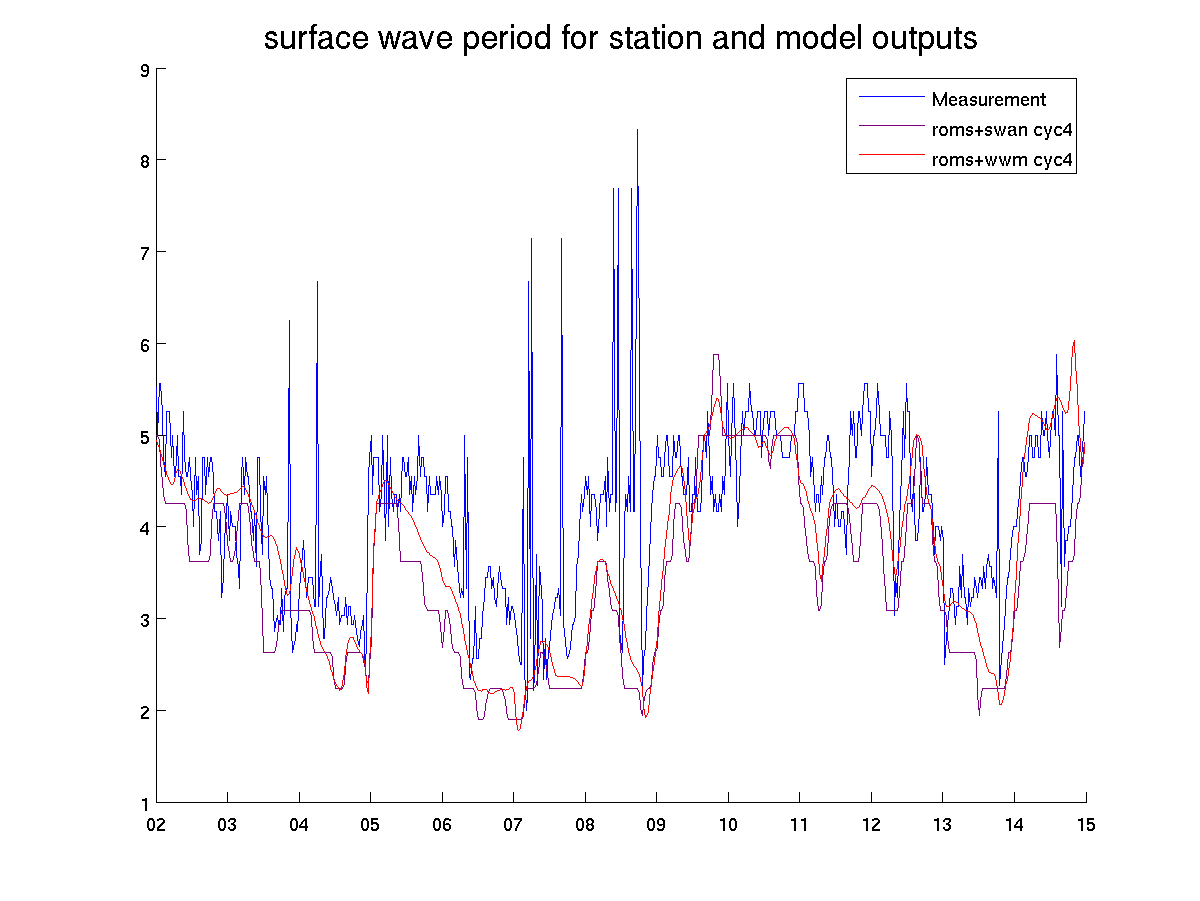 surface wave period for station and model outputs
9
Measurement
roms+swan cyc4
roms+wwm cyc4
8
7
6
5
4
3
2
1
02 03 04 05 06 07 08 09 10 11 12 13 14 15